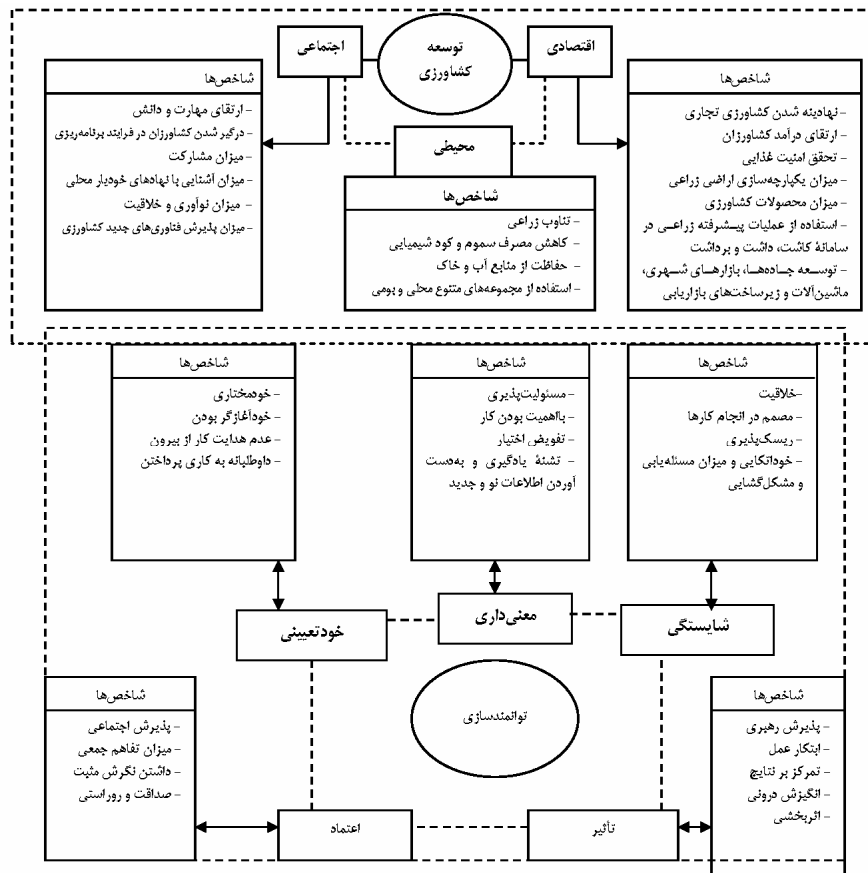 توسعه
کشاورزی
اقتصادی
اجتماعی
محیطی
شاخص‌ها
- نهادینه شدن کشاورزی تجاری
- ارتقای درآمد کشاورزان
- تحقق امنیت غذایی
- میزان یکپارچه‌سازی اراضی زراعی
- میزان محصولات کشاورزی
- استفاده از عملیات پیشرفته زراعی در
سامانۀ کاشت، داشت و برداشت
- توسعه جاده‌ها، بازارهای شهری،
ماشین‌آلات و زیرساخت‌های بازاریابی
شاخص‌ها
- تناوب زراعی
- کاهش مصرف سموم و کود شیمیایی
- حفاظت از منابع آب و خاک
- استفاده از مجموعه‌های متنوع محلی و بومی
شاخص‌ها
- ارتقای مهارت و دانش
- درگیر شدن کشاورزان در فرایند برنامه‌ریزی
- میزان مشارکت
- میزان آشنایی با نهادهای خودیار محلی
- میزان نوآوری و خلاقیت
- میزان پذیرش فناوری‌های جدید کشاورزی
شاخص‌ها
-خلاقیت
- مصمم در انجام کارها
- ریسک‌پذیری
- خوداتکایی و میزان مسئله‌یابی
و مشکل‌گشایی
شاخص‌ها
- مسئولیت‌پذیری
- بااهمیت بودن کار
- تفویض اختیار
- تشنۀ یادگیری و به‌دست
آوردن اطلاعات نو و جدید
شاخص‌ها
- خودمختاری
- خودآغازگر بودن
- عدم هدایت کار از بیرون
- داوطلبانه به کاری پرداختن
شایستگی
معنی‌داری
خودتعیینی
توانمندسازی
شاخص‌ها
- پذیرش رهبری
- ابتکار عمل
- تمرکز بر نتایج
- انگیزش درونی
- اثربخشی
شاخص‌ها
- پذیرش اجتماعی
- میزان تفاهم جمعی
- داشتن نگرش مثبت
- صداقت و روراستی
تأثیر
اعتماد